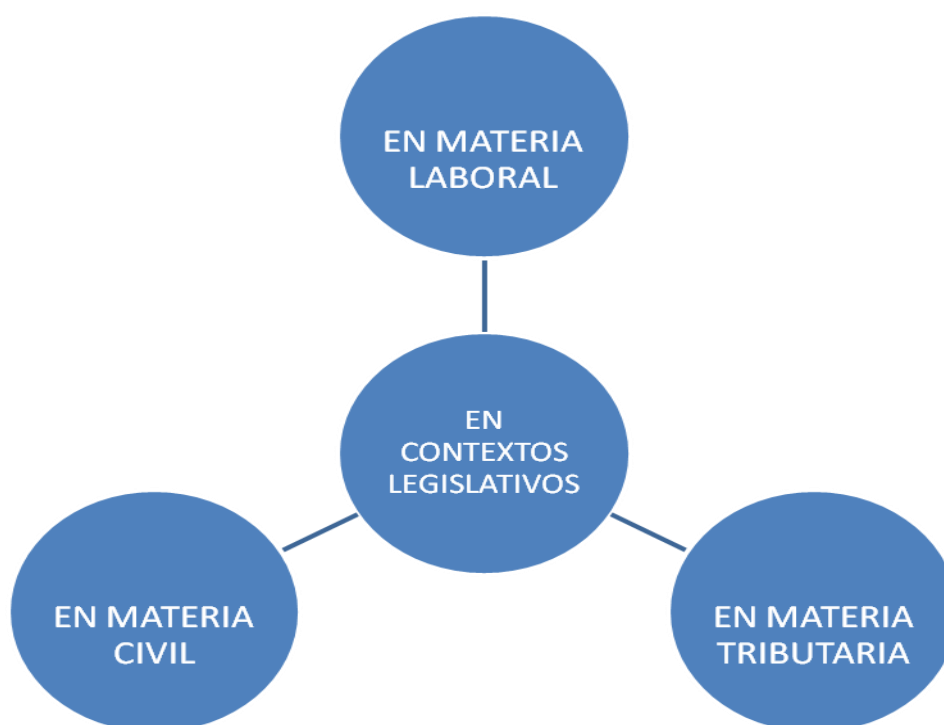 EN MATERIA
LABORAL
EN
CONTEXTOS
LEGISLATIVOS
EN MATERIA
CIVIL
EN MATERIA
TRIBUTARIA